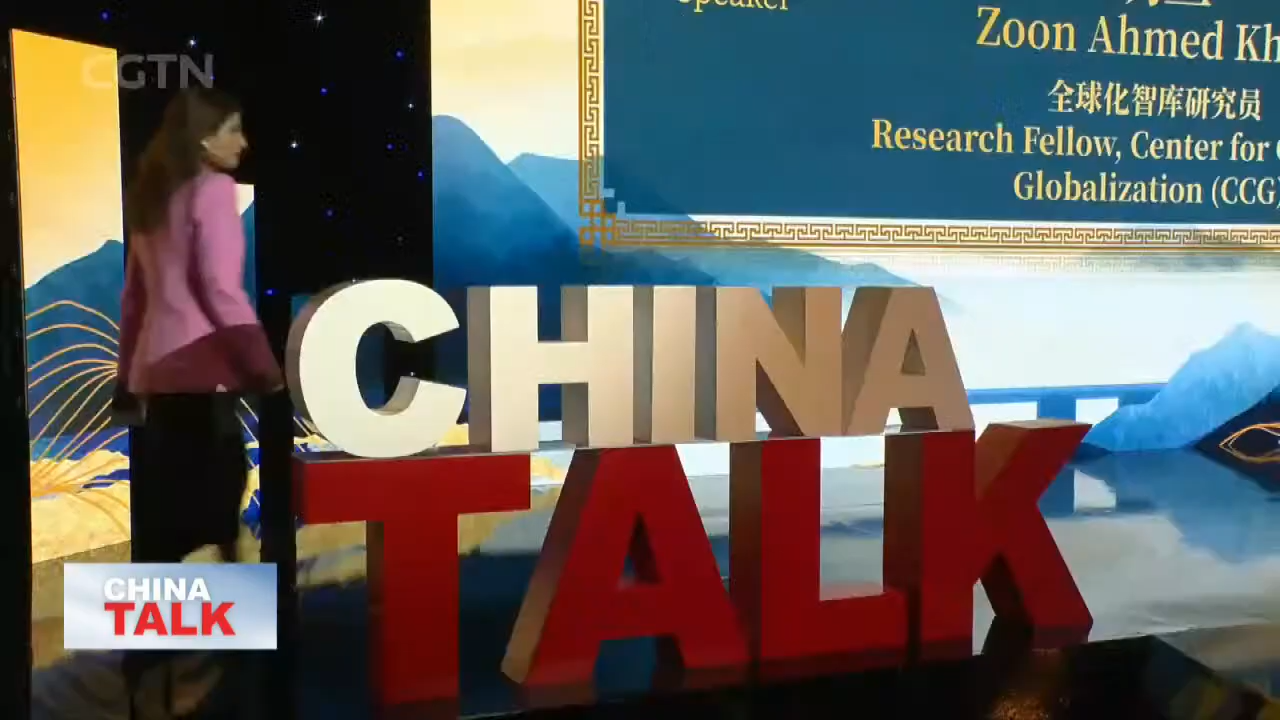 CGTN
Speaker
Zoon Ahmed Kh
全球化智库研究员
Research Fellow, Center for
Globalization (CCG)
CHINA
TALK
CHINA
TALK